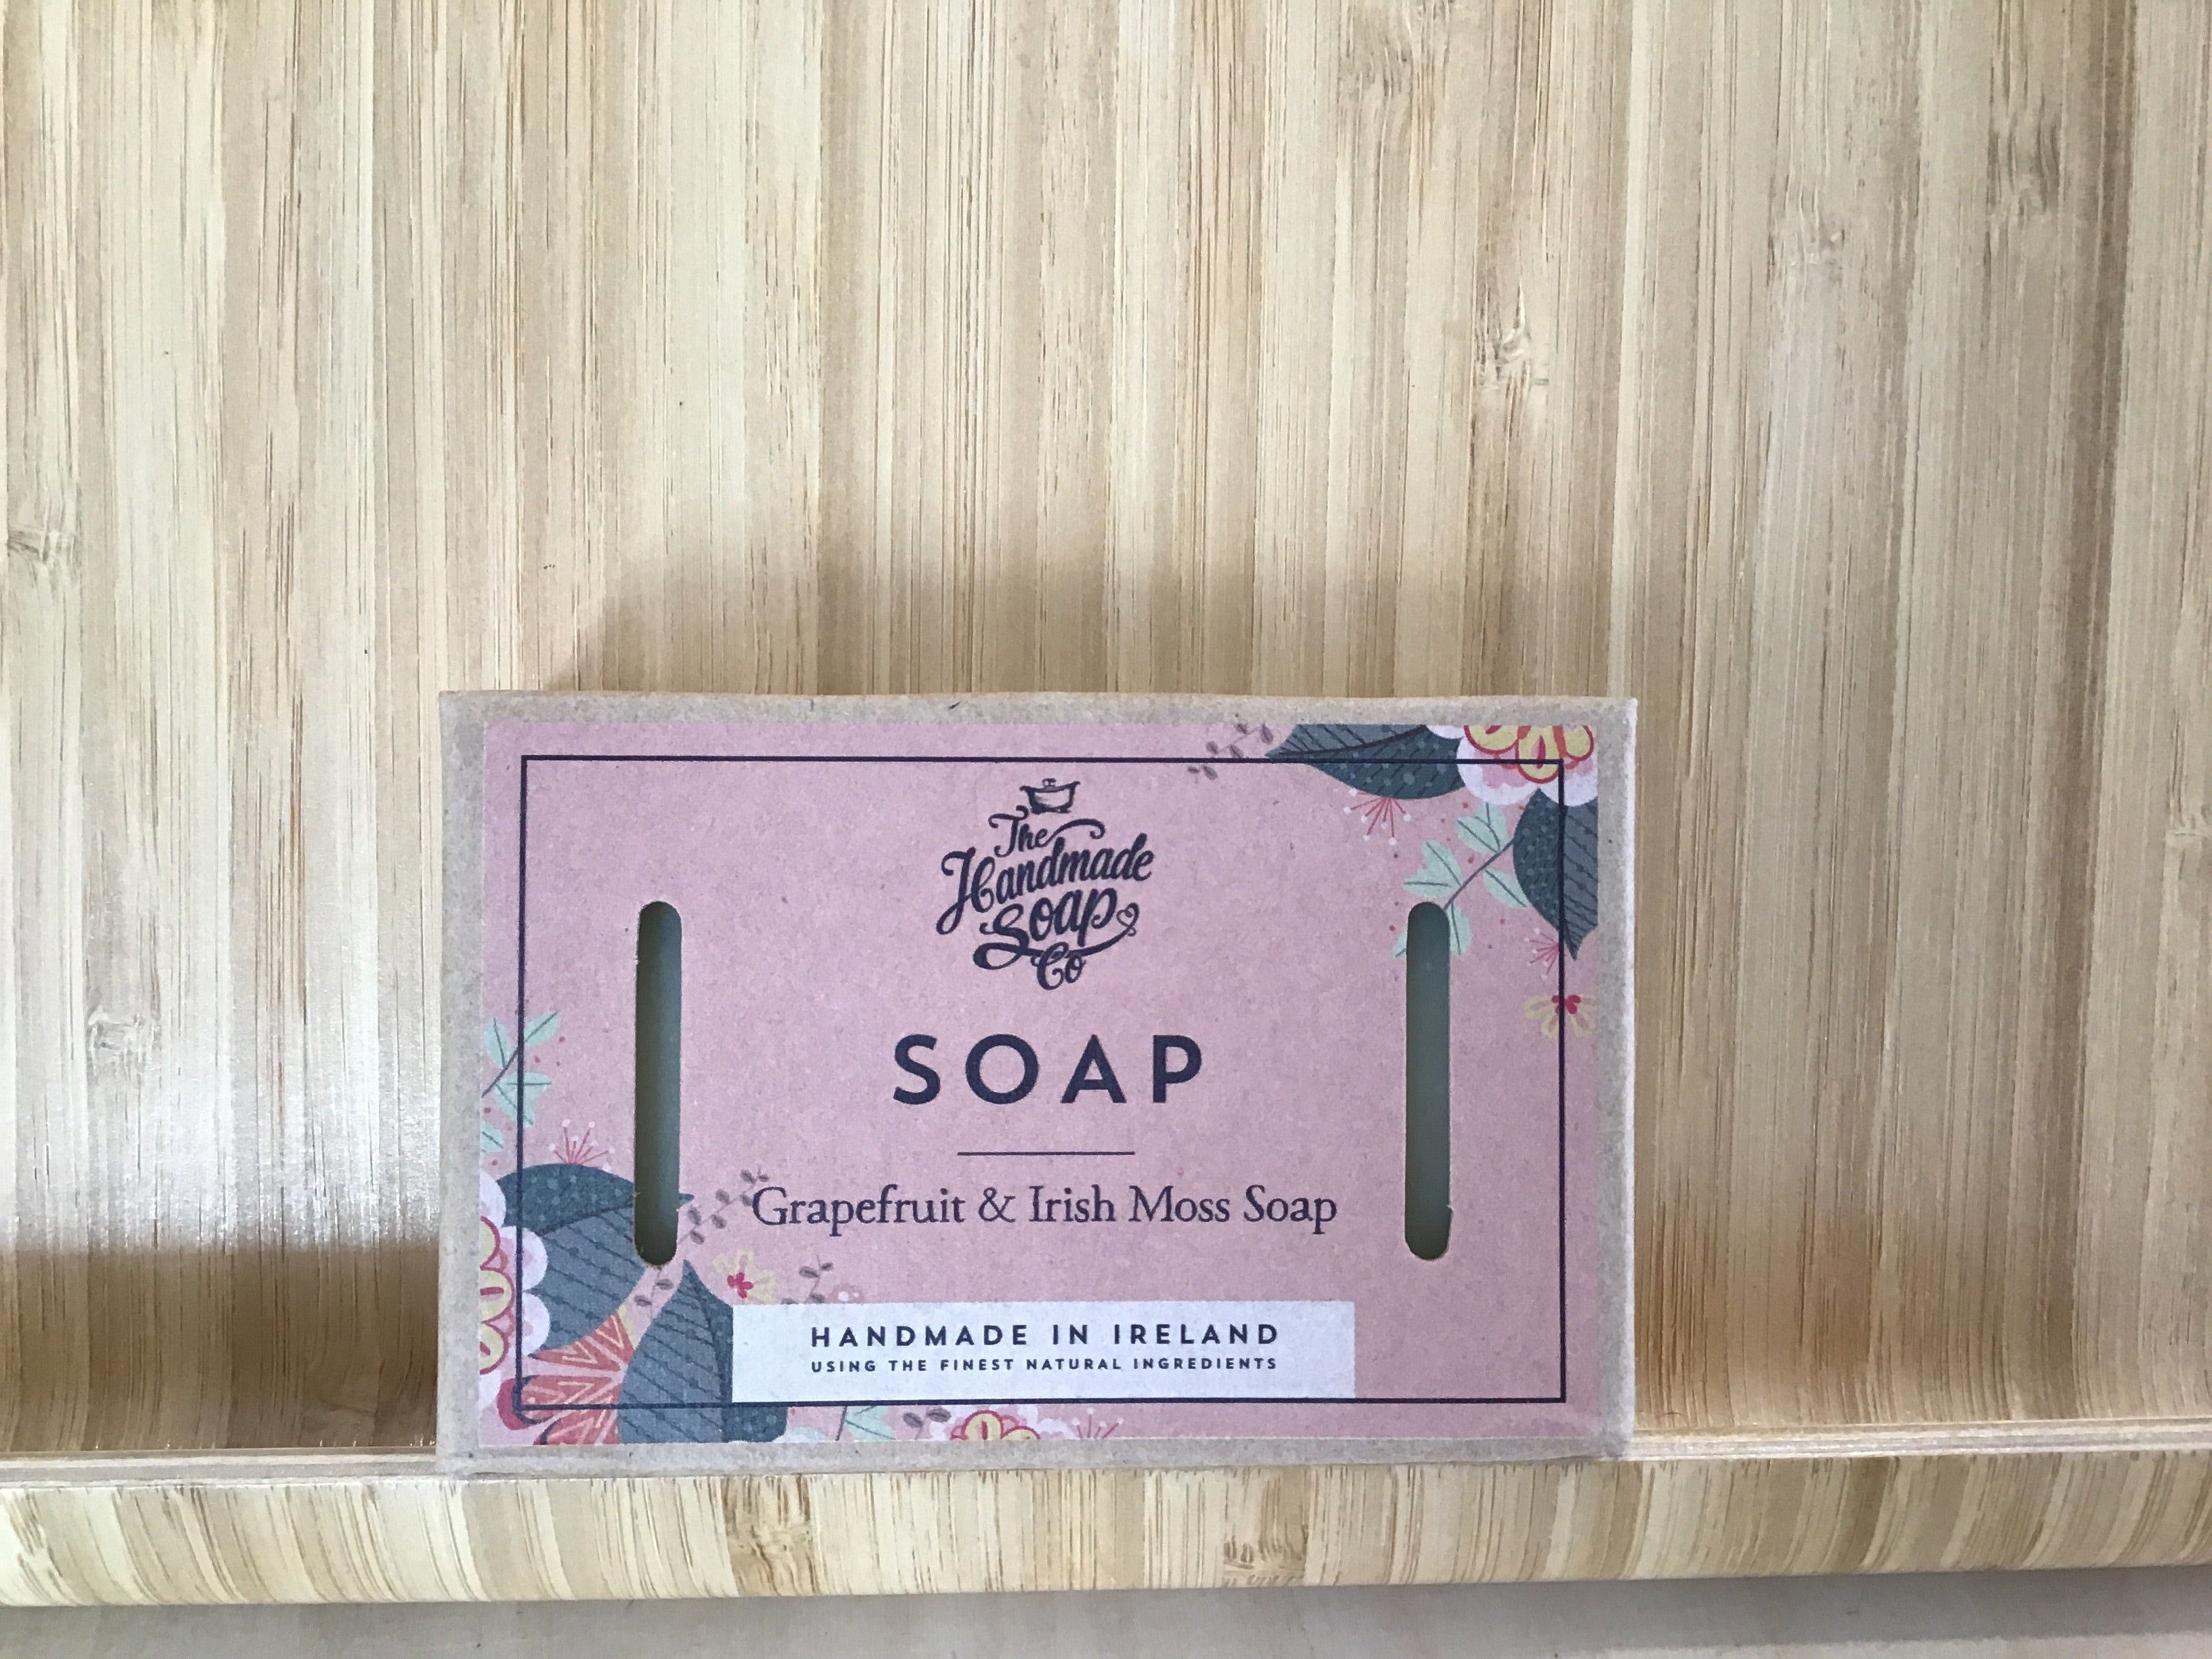 The
Handmade
Soap
Co
SOAP
Grapefruit & Irish Moss Soap
HANDMADE IN IRELAND
USING THE FINEST NATURAL INGREDIENTS